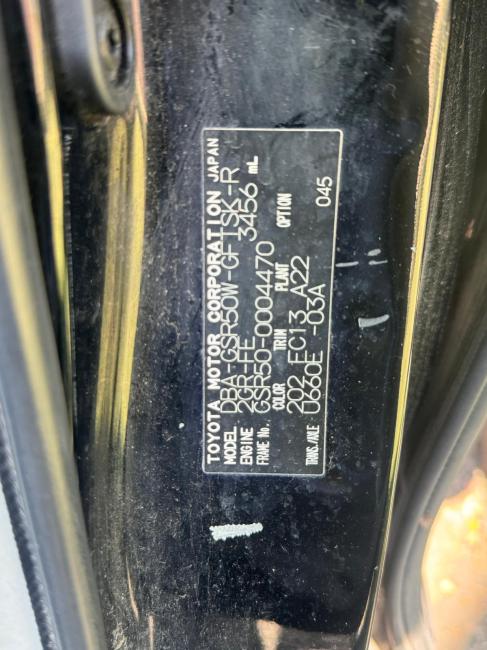 TOYOTA MOTOR CORPORATION JAPAN
MODEL DBA-GSR50W-GFTSK-R
ENGINE 2GR-FE 3456 mL
FRAME No. GSR50-0004470
COLOR TRIM PLANT OPTION
202 FC13 A22
TRANS./AXLE U660E -03A 045